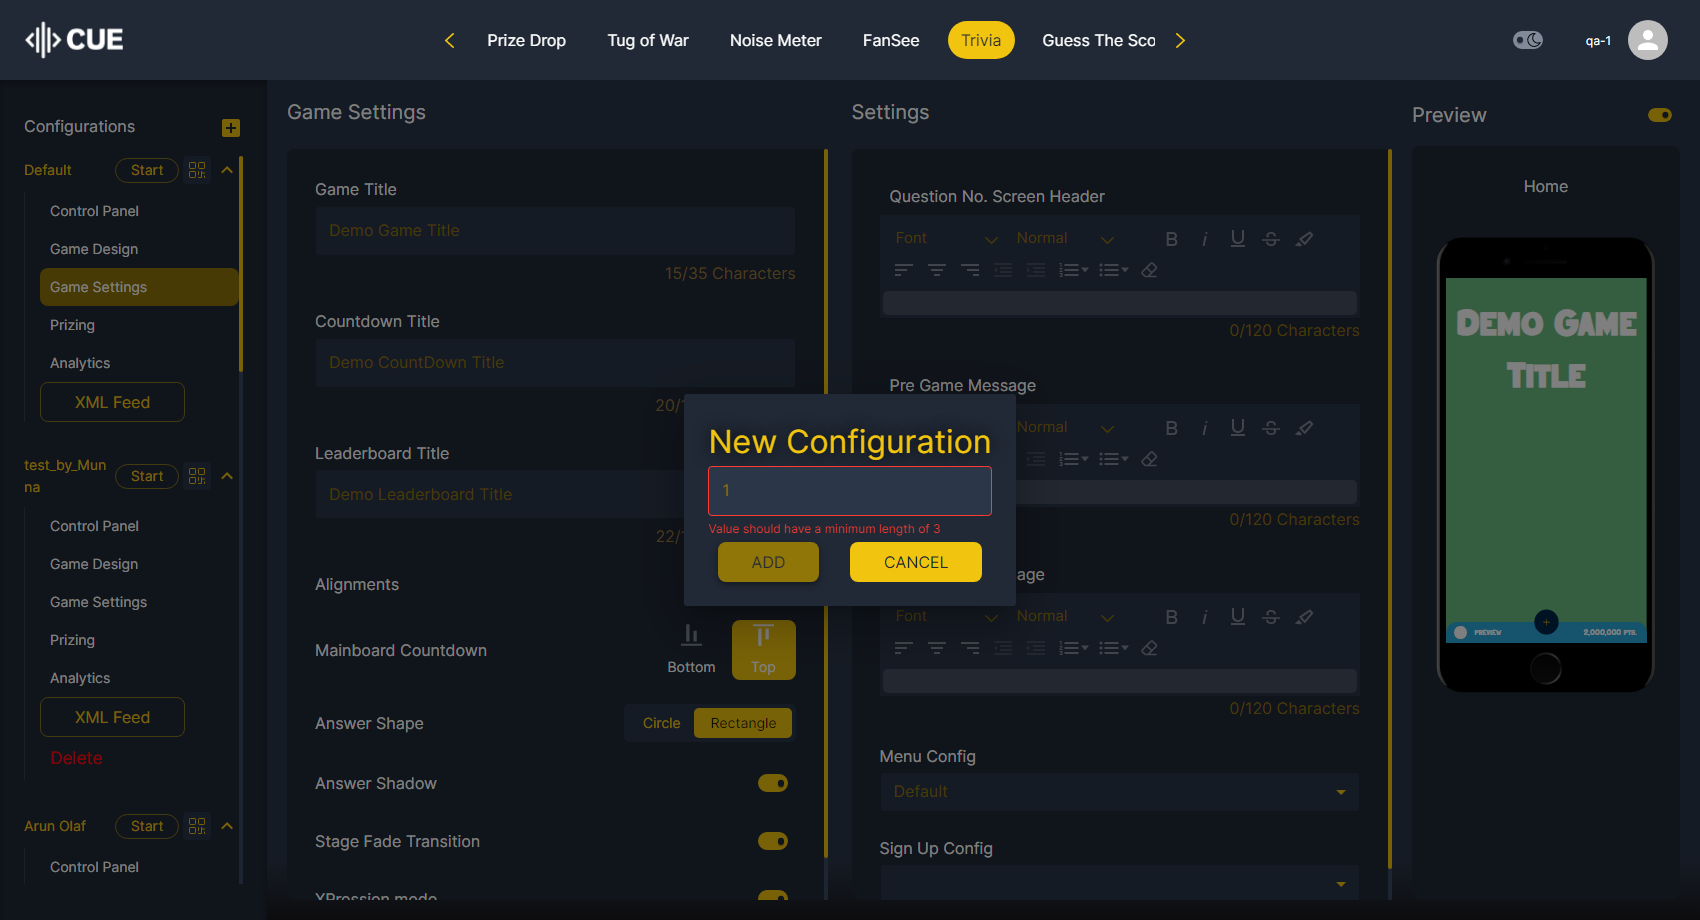 CUE
Prize Drop
Tug of War
Noise Meter
FanSee
Trivia
Guess The Sco
qa-1
Configurations
Default
Start
Control Panel
Game Design
Game Settings
Prizing
Analytics
XML Feed
test_by_Mun
na
Start
Control Panel
Game Design
Game Settings
Prizing
Analytics
XML Feed
Delete
Arun Olaf
Start
Control Panel
Game Settings
Game Title
Demo Game Title
15/35 Characters
Countdown Title
Demo CountDown Title
20/
Leaderboard Title
Demo Leaderboard Title
22/
Alignments
Mainboard Countdown
Bottom
Top
Answer Shape
Circle
Rectangle
Answer Shadow
Stage Fade Transition
XPression mode
New Configuration
1
Value should have a minimum length of 3
ADD
CANCEL
Settings
Question No. Screen Header
Font
Normal
0/120 Characters
Pre Game Message
Normal
0/120 Characters
age
Font
Normal
0/120 Characters
Menu Config
Default
Sign Up Config
Preview
Home
DEMO GAME
TITLE
PREVIEW
2,000,000 PTS.